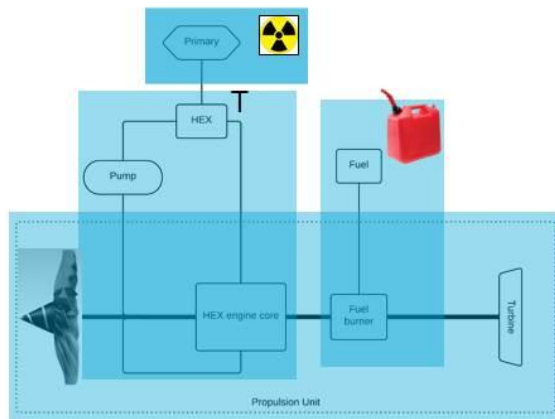 Primary
T
HEX
Pump
Fuel
HEX engine core
Fuel
burner
Turbine
Propulsion Unit